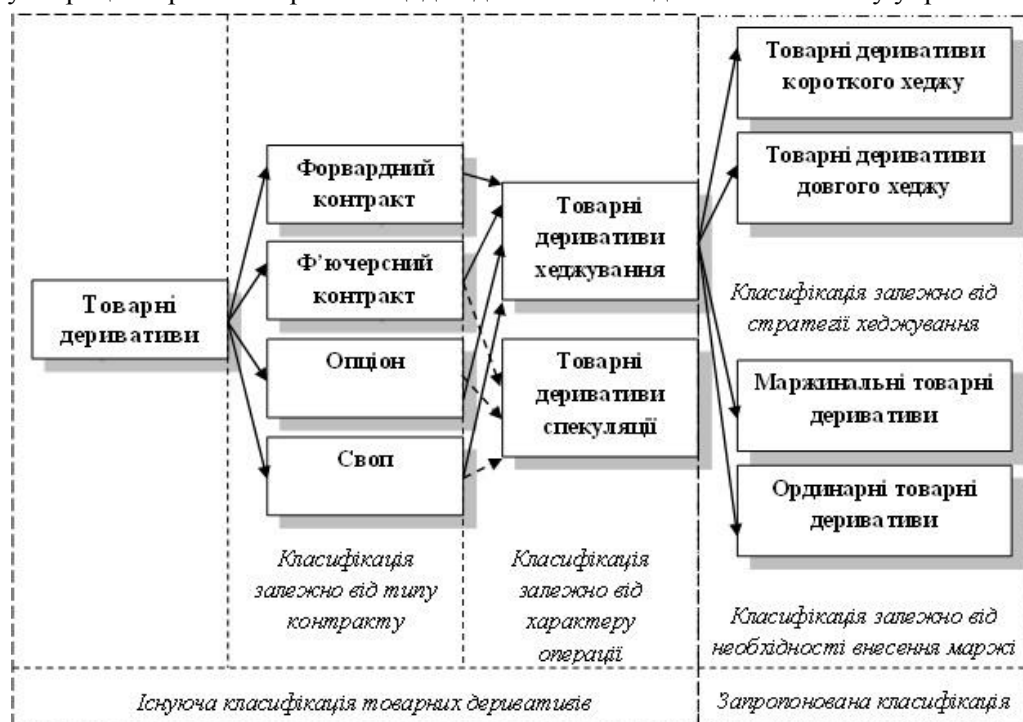 Товарні деривативи
короткого хеджу
Товарні деривативи
довгого хеджу
Форвардний
контракт
Товарні
деривативи
хеджування
Ф’ючерсний
контракт
Товарні
деривативи
Класифікація залежно від
стратегії хеджування
Опціон
Товарні
деривативи
спекуляції
Маржинальні товарні
деривативи
Своп
Ординарні товарні
деривативи
Класифікація
залежно від типу
контракту
Класифікація
залежно від
характеру
операції
Класифікація залежно від
необхідності внесення маржі
Існуюча класифікація товарних деривативів
Запропонована класифікація